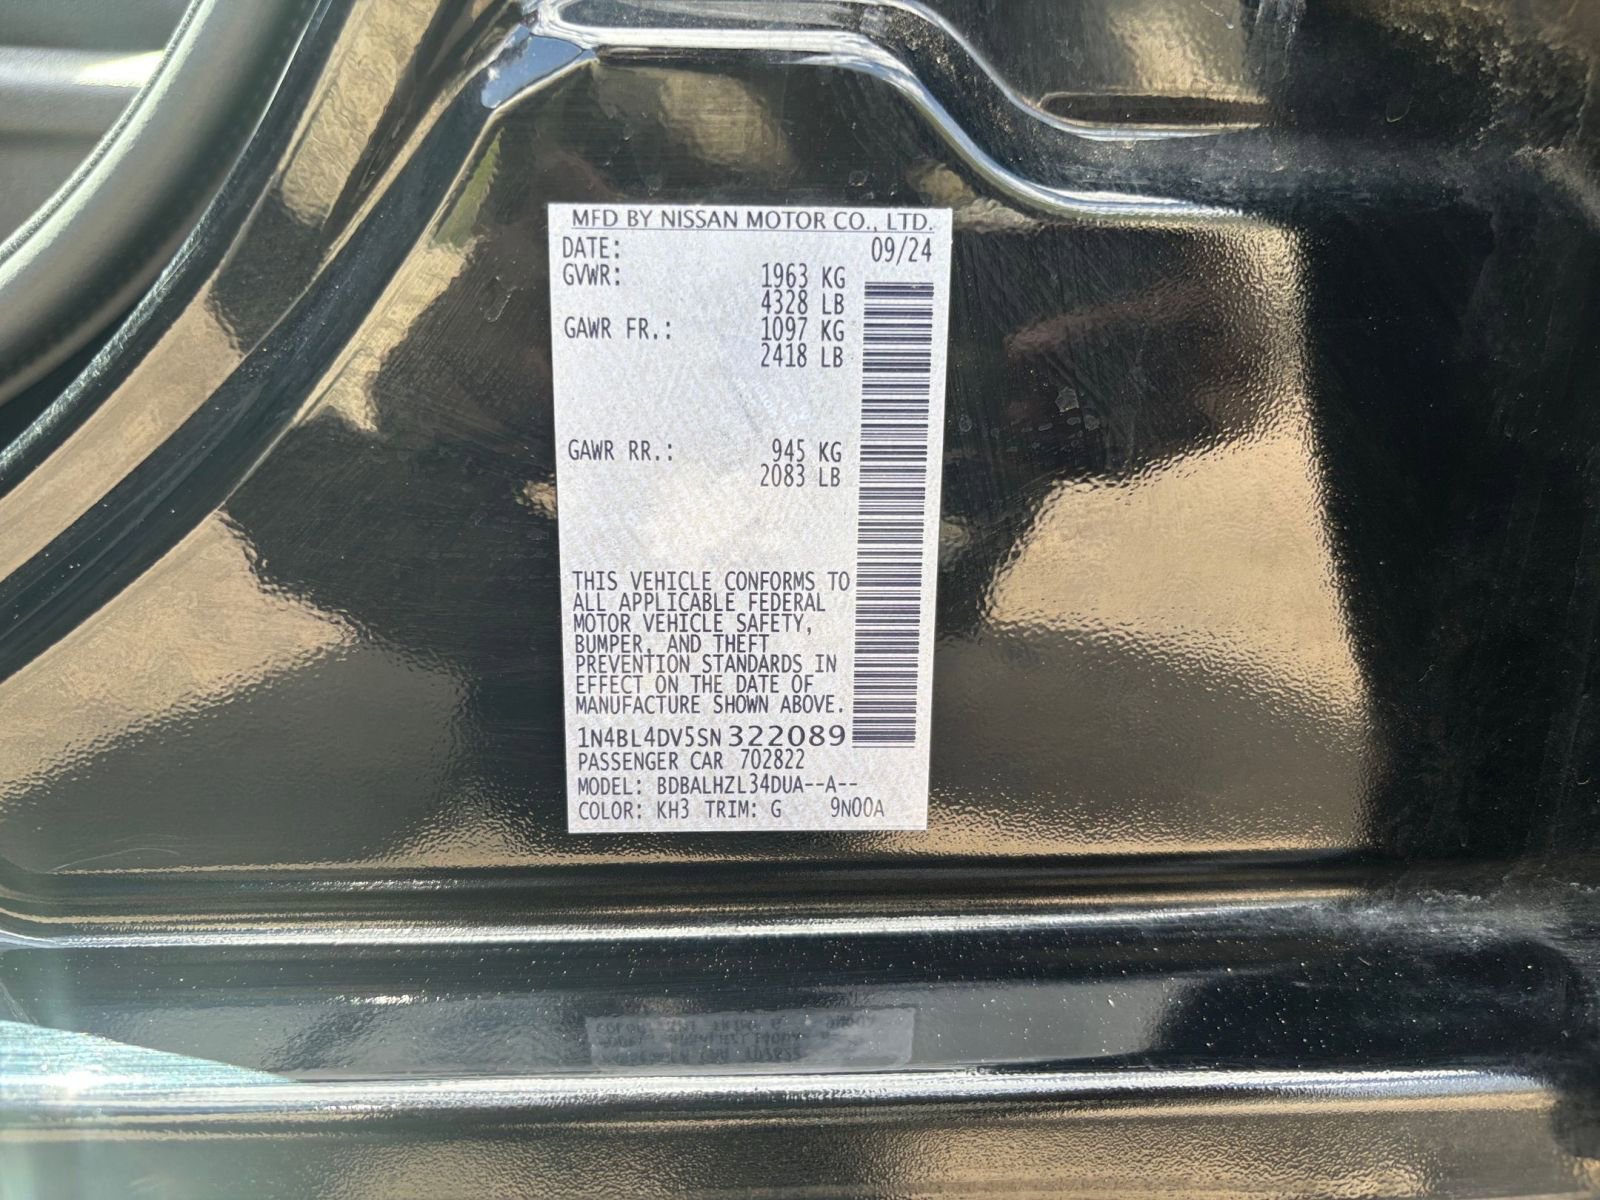 MFD BY NISSAN MOTOR CO., LTD.
DATE: 09/24
GVWR: 1963 KG
4328 LB
GAWR FR.: 1097 KG
2418 LB
GAWR RR.: 945 KG
2083 LB
THIS VEHICLE CONFORMS TO
ALL APPLICABLE FEDERAL
MOTOR VEHICLE SAFETY,
BUMPER, AND THEFT
PREVENTION STANDARDS IN
EFFECT ON THE DATE OF
MANUFACTURE SHOWN ABOVE.
1N4BL4DV5SN322089
PASSENGER CAR 702822
MODEL: BDBALHZL34DUA--A--
COLOR: KH3 TRIM: G 9N00A